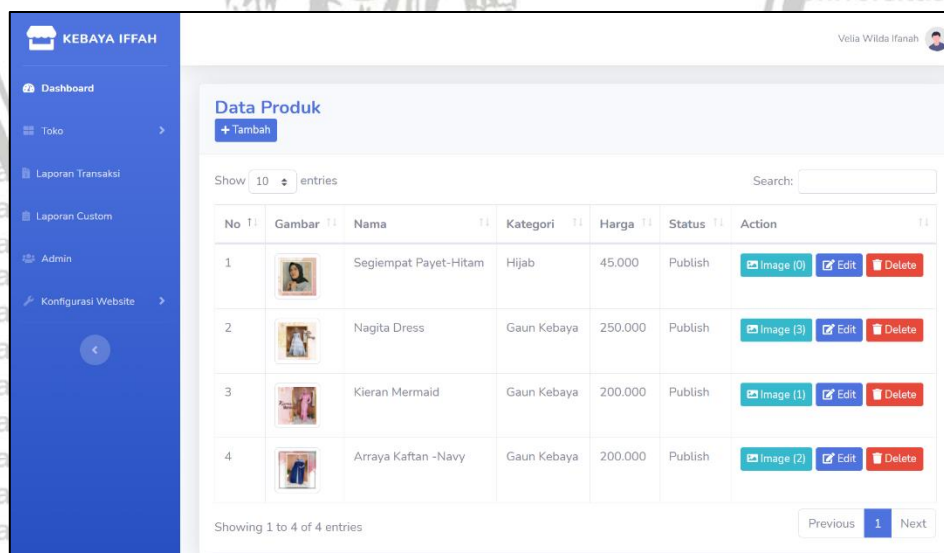 KEBAYA IFFAH
Velia Wilda Ifanah
Dashboard
Toko
Laporan Transaksi
Laporan Custom
Admin
Konfigurasi Website
Data Produk
+ Tambah
Show 10 entries
Search:
No Gambar Nama Kategori Harga Status Action
1 Segiempat Payet-Hitam Hijab 45.000 Publish Image (0) Edit Delete
2 Nagita Dress Gaun Kebaya 250.000 Publish Image (3) Edit Delete
3 Kieran Mermaid Gaun Kebaya 200.000 Publish Image (1) Edit Delete
4 Arraya Kaftan -Navy Gaun Kebaya 200.000 Publish Image (2) Edit Delete
Showing 1 to 4 of 4 entries
Previous 1 Next